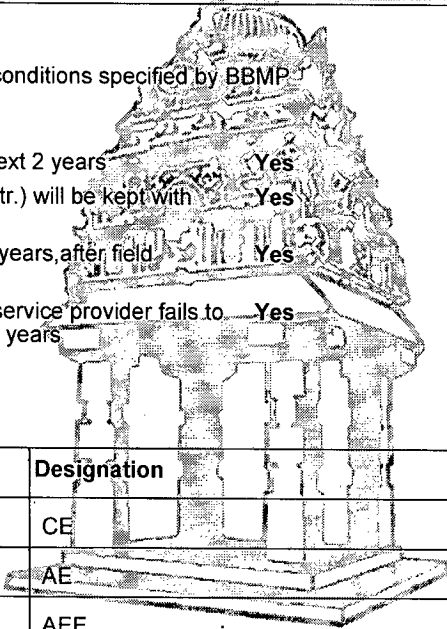 conditions specified by BBMP
ext 2 years Yes
tr.) will be kept with Yes
years,after field Yes
service provider fails to Yes
years
Designation
CE
AE
AEE